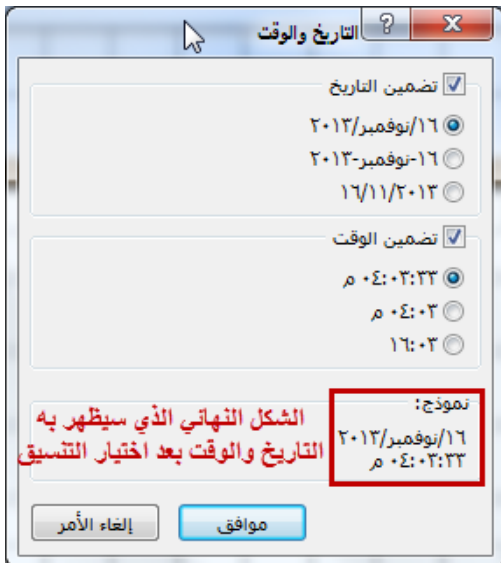 التاريخ والوقت
تضمين التاريخ
١٦/نوفمبر/٢٠١٣
١٦-نوفمبر-٢٠١٣
١٦/١١/٢٠١٣
تضمين الوقت
٠٤:٠٣:٣٣ م
٠٤:٠٣ م
١٦:٠٣
نموذج:
١٦/نوفمبر/٢٠١٣
٠٤:٠٣:٣٣ م
الشكل النهائي الذي سيظهر به
التاريخ والوقت بعد اختيار التنسيق
موافق
إلغاء الأمر